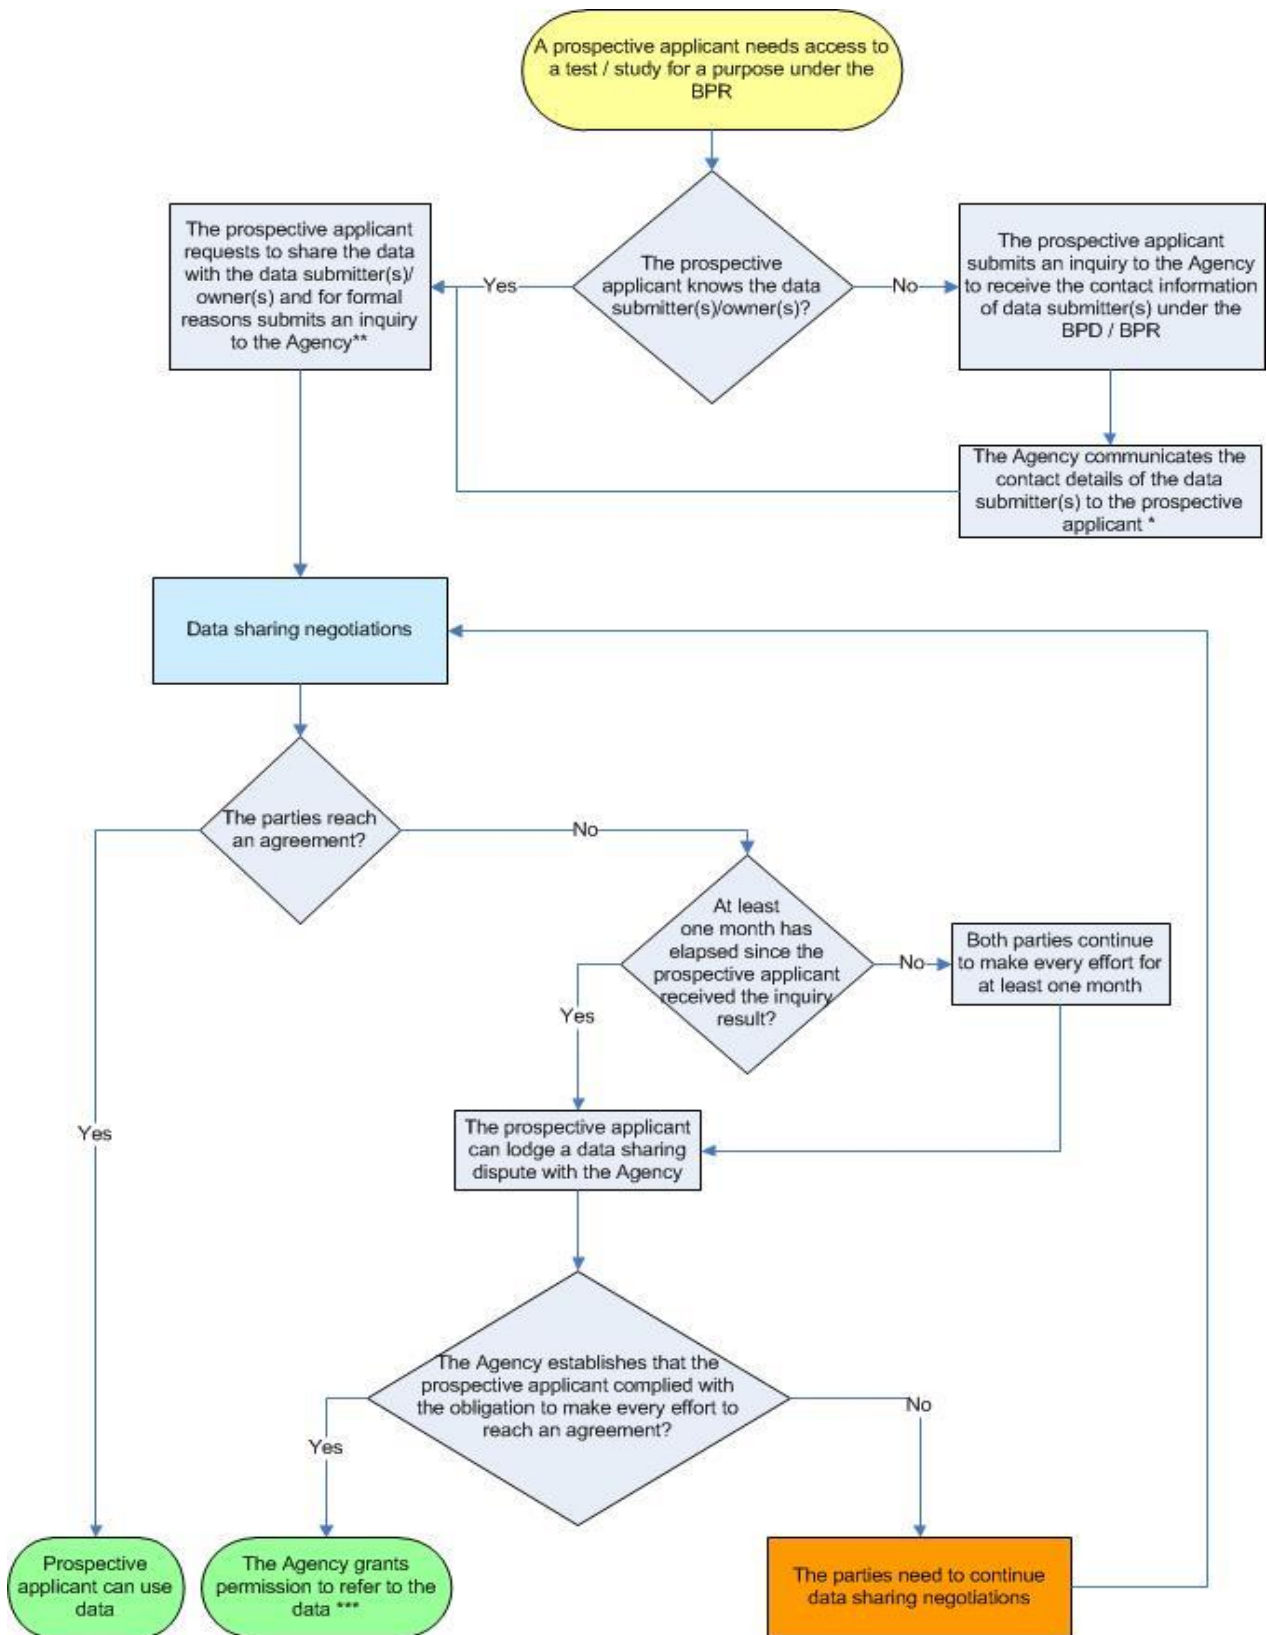 A prospective applicant needs access to
a test / study for a purpose under the
BPR
The prospective applicant
requests to share the data
with the data submitter(s)/
owner(s) and for formal
reasons submits an inquiry
to the Agency**
Yes
The prospective
applicant knows the data
submitter(s)/owner(s)?
No
The prospective applicant
submits an inquiry to the Agency
to receive the contact information
of data submitter(s) under the
BPD / BPR
The Agency communicates the
contact details of the data
submitter(s) to the prospective
applicant *
Data sharing negotiations
The parties reach
an agreement?
No
At least
one month has
elapsed since the
prospective applicant
received the inquiry
result?
No
Both parties continue
to make every effort for
at least one month
Yes
Yes
The prospective applicant
can lodge a data sharing
dispute with the Agency
The Agency establishes that the
prospective applicant complied with
the obligation to make every effort to
reach an agreement?
No
Yes
Prospective
applicant can use
data
The Agency grants
permission to refer to the
data ***
The parties need to continue
data sharing negotiations